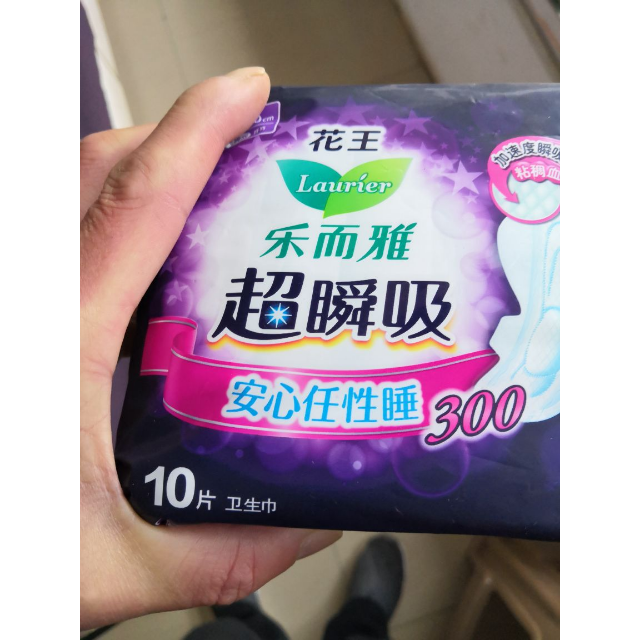 花王
Laurier
乐而雅
超瞬吸
安心任性睡
300
加速度瞬吸
粘稠血
10片 卫生巾